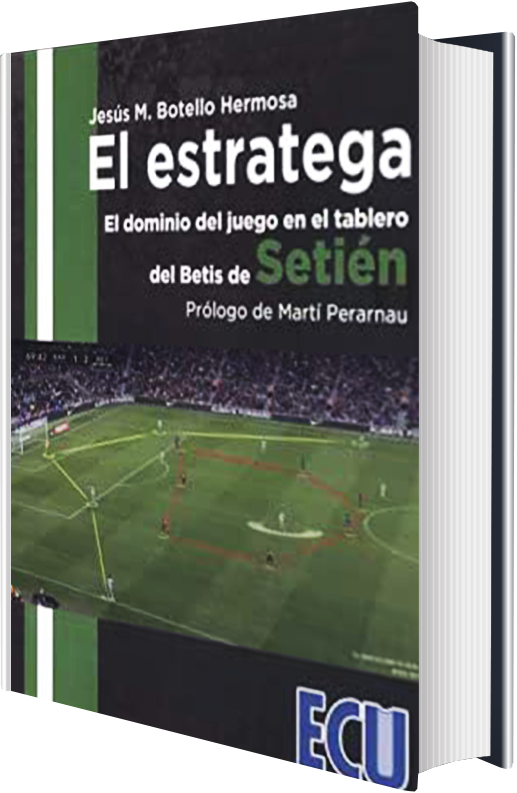 Jesús M. Botello Hermosa
El estratega
El dominio del juego en el tablero
del Betis de Setién
Prólogo de Martí Perarnau
ECU